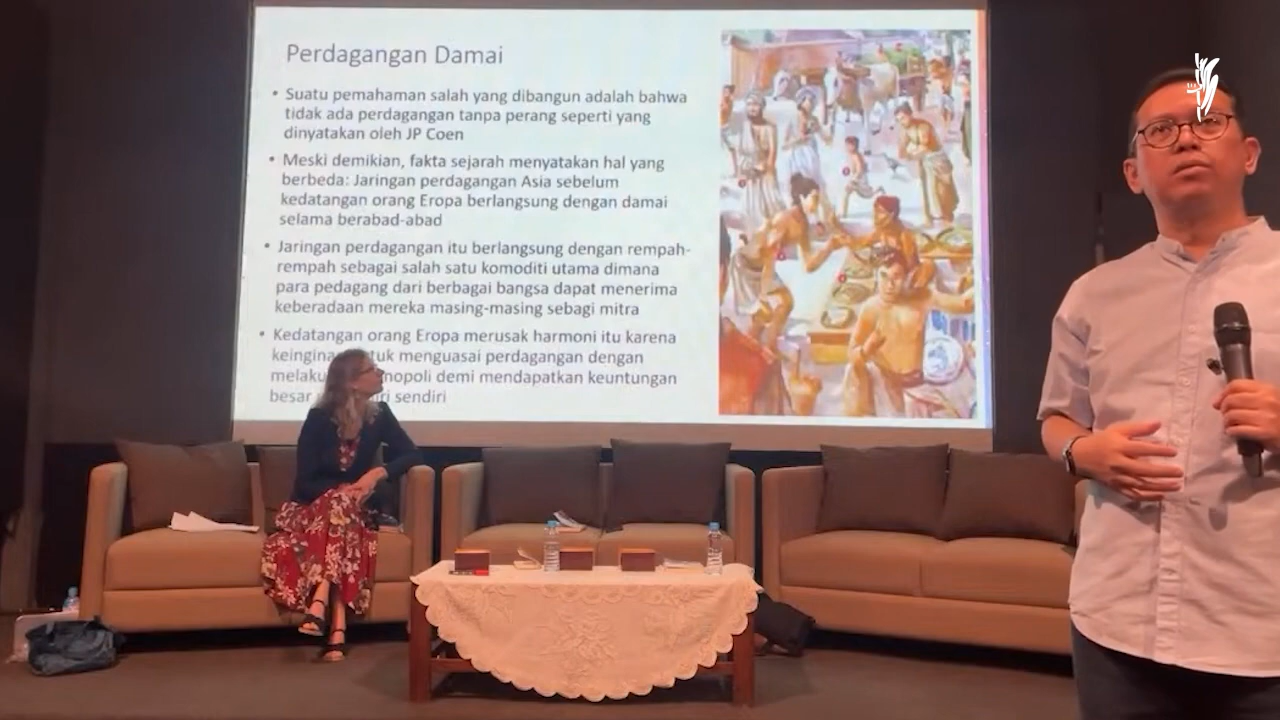 Perdagangan Damai
• Suatu pemahaman salah yang dibangun adalah bahwa
tidak ada perdagangan tanpa perang seperti yang
dinyatakan oleh JP Coen
• Meski demikian, fakta sejarah menyatakan hal yang
berbeda: Jaringan perdagangan Asia sebelum
kedatangan orang Eropa berlangsung dengan damai
selama berabad-abad
• Jaringan perdagangan itu berlangsung dengan rempah-
rempah sebagai salah satu komoditi utama dimana
para pedagang dari berbagai bangsa dapat menerima
keberadaan mereka masing-masing sebagi mitra
• Kedatangan orang Eropa merusak harmoni itu karena
menguasai perdagangan dengan
demi mendapatkan keuntungan
besar sendiri